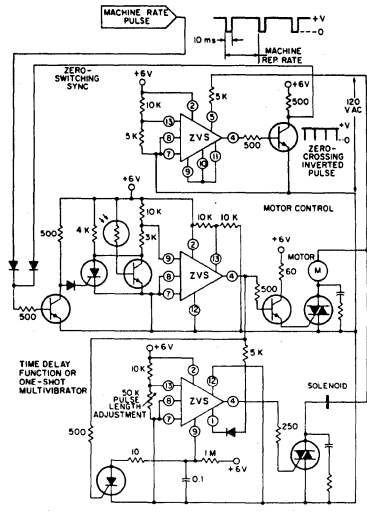 MACHINE RATE
PULSE
+V
--O
10 ms
MACHINE
REP. RATE
ZERO-
SWITCHING
SYNC
+6V
10K
5K
13
8
7
2
5
ZVS
4
9
10
11
5K
500
+6V
500
120
VAC
+V
-O
ZERO-
CROSSING
INVERTED
PULSE
MOTOR CONTROL
+6V
500
4K
10K
3K
9
8
7
2
13
10K
10K
ZVS
4
12
500
+6V
60
MOTOR
M
500
TIME DELAY
FUNCTION OR
ONE-SHOT
MULTIVIBRATOR
+6V
10K
50K
PULSE
LENGTH
ADJUSTMENT
13
8
7
2
12
ZVS
4
1
9
5K
SOLENOID
250
500
10
1M
+6V
0.1